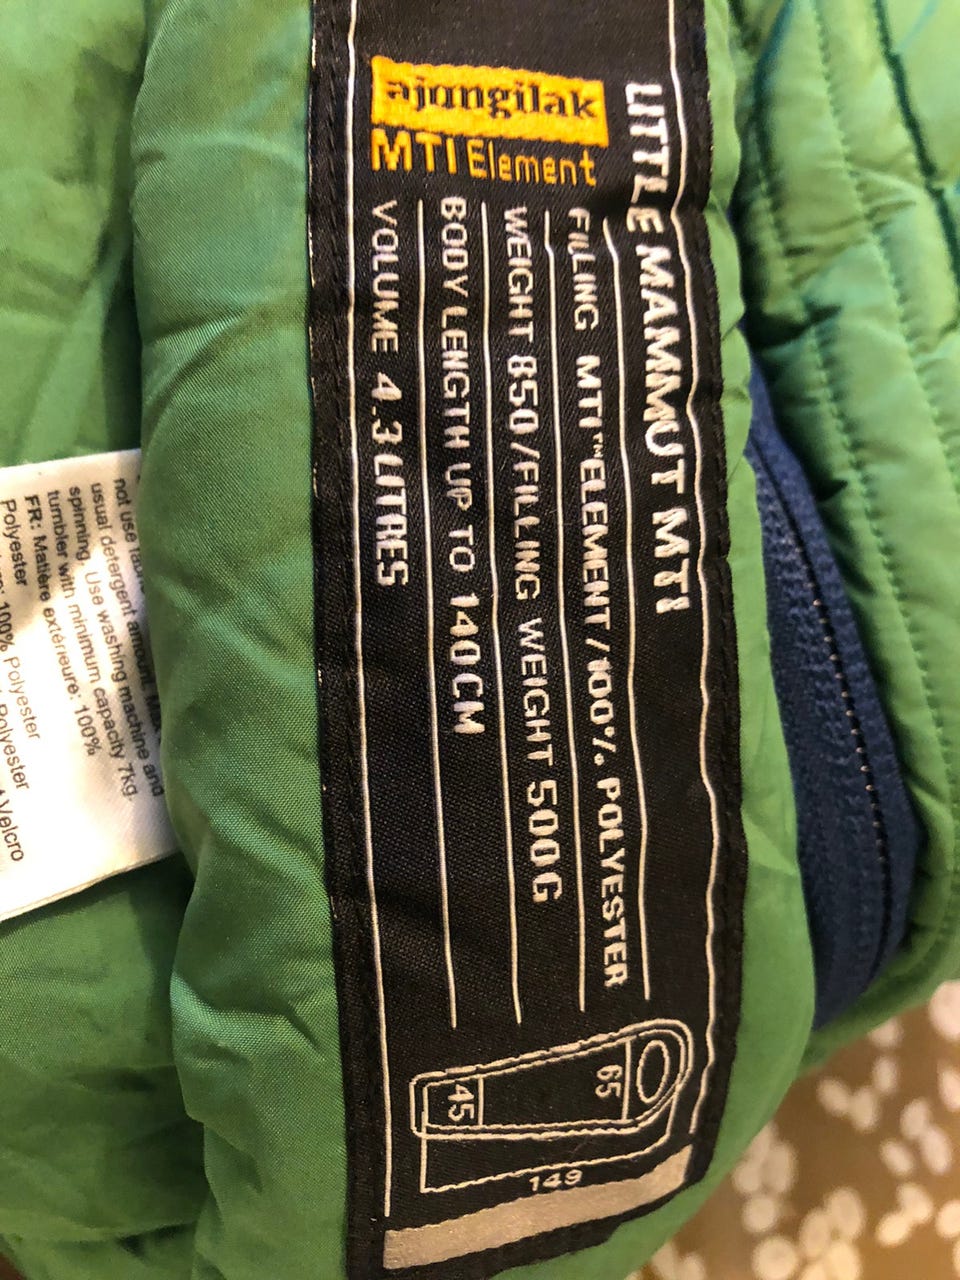 LITTLE MAMMUT MTI
ajungilak
MTI Element
FILLING MTI™ELEMENT/100% POLYESTER
WEIGHT 850/FILLING WEIGHT 500G
BODY LENGTH UP TO 140CM
VOLUME 4.3 LITRES
65
45
149
not use
usual detergent amount.
spinning. Use washing machine and
tumbler with minimum capacity 7kg.
FR: Matière extérieure: 100%
Polyester
100% Polyester
Polyester
Velcro